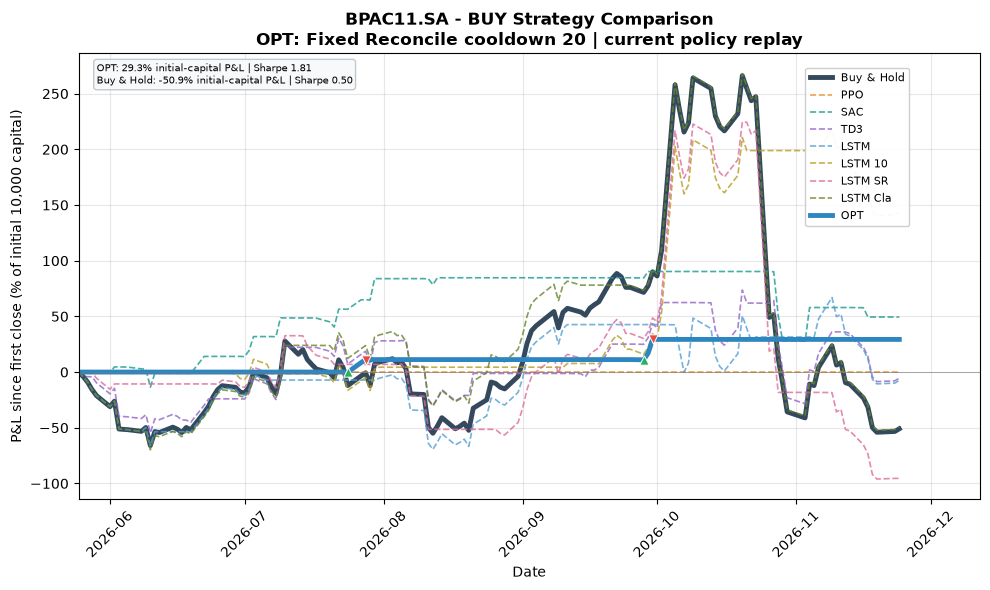 BPAC11.SA - BUY Strategy Comparison
OPT: Fixed Reconcile cooldown 20 | current policy replay
OPT: 29.3% initial-capital P&L | Sharpe 1.81
Buy & Hold: -50.9% initial-capital P&L | Sharpe 0.50
Buy & Hold
PPO
SAC
TD3
LSTM
LSTM 10
LSTM SR
LSTM Cla
OPT
P&L since first close (% of initial 10,000 capital)
250
200
150
100
50
0
−50
−100
2026-06
2026-07
2026-08
2026-09
2026-10
2026-11
2026-12
Date